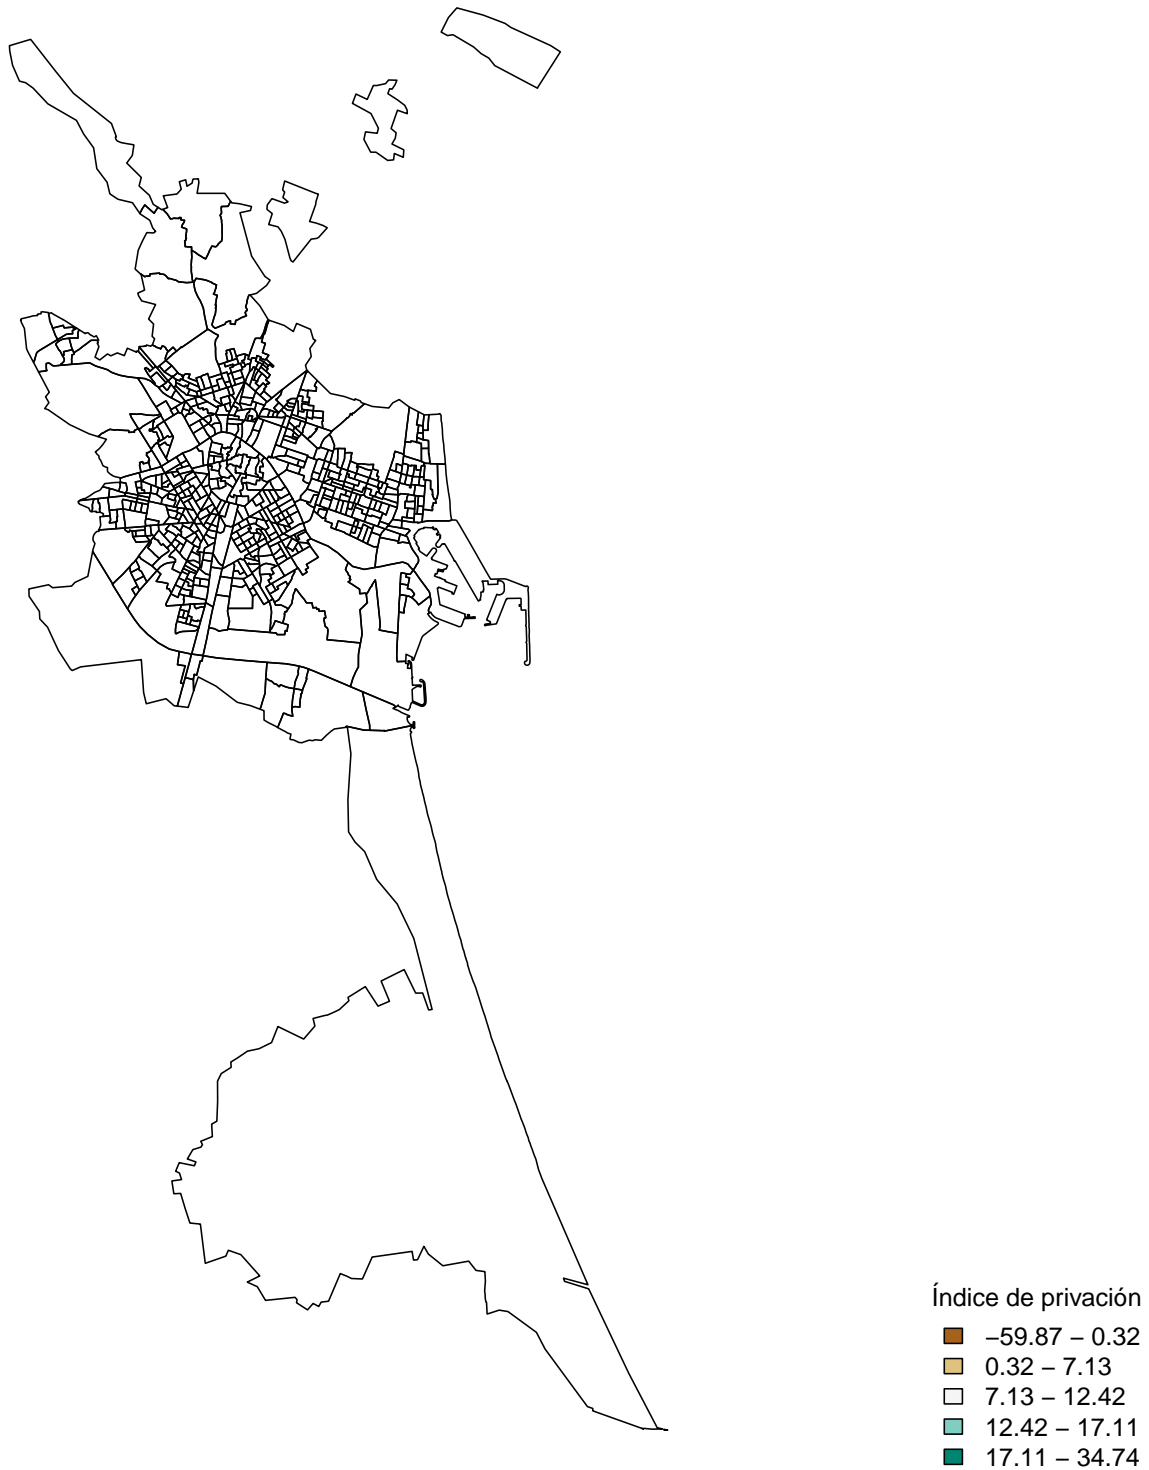 Índice de privación
−59.87 − 0.32
0.32 − 7.13
7.13 − 12.42
12.42 − 17.11
17.11 − 34.74